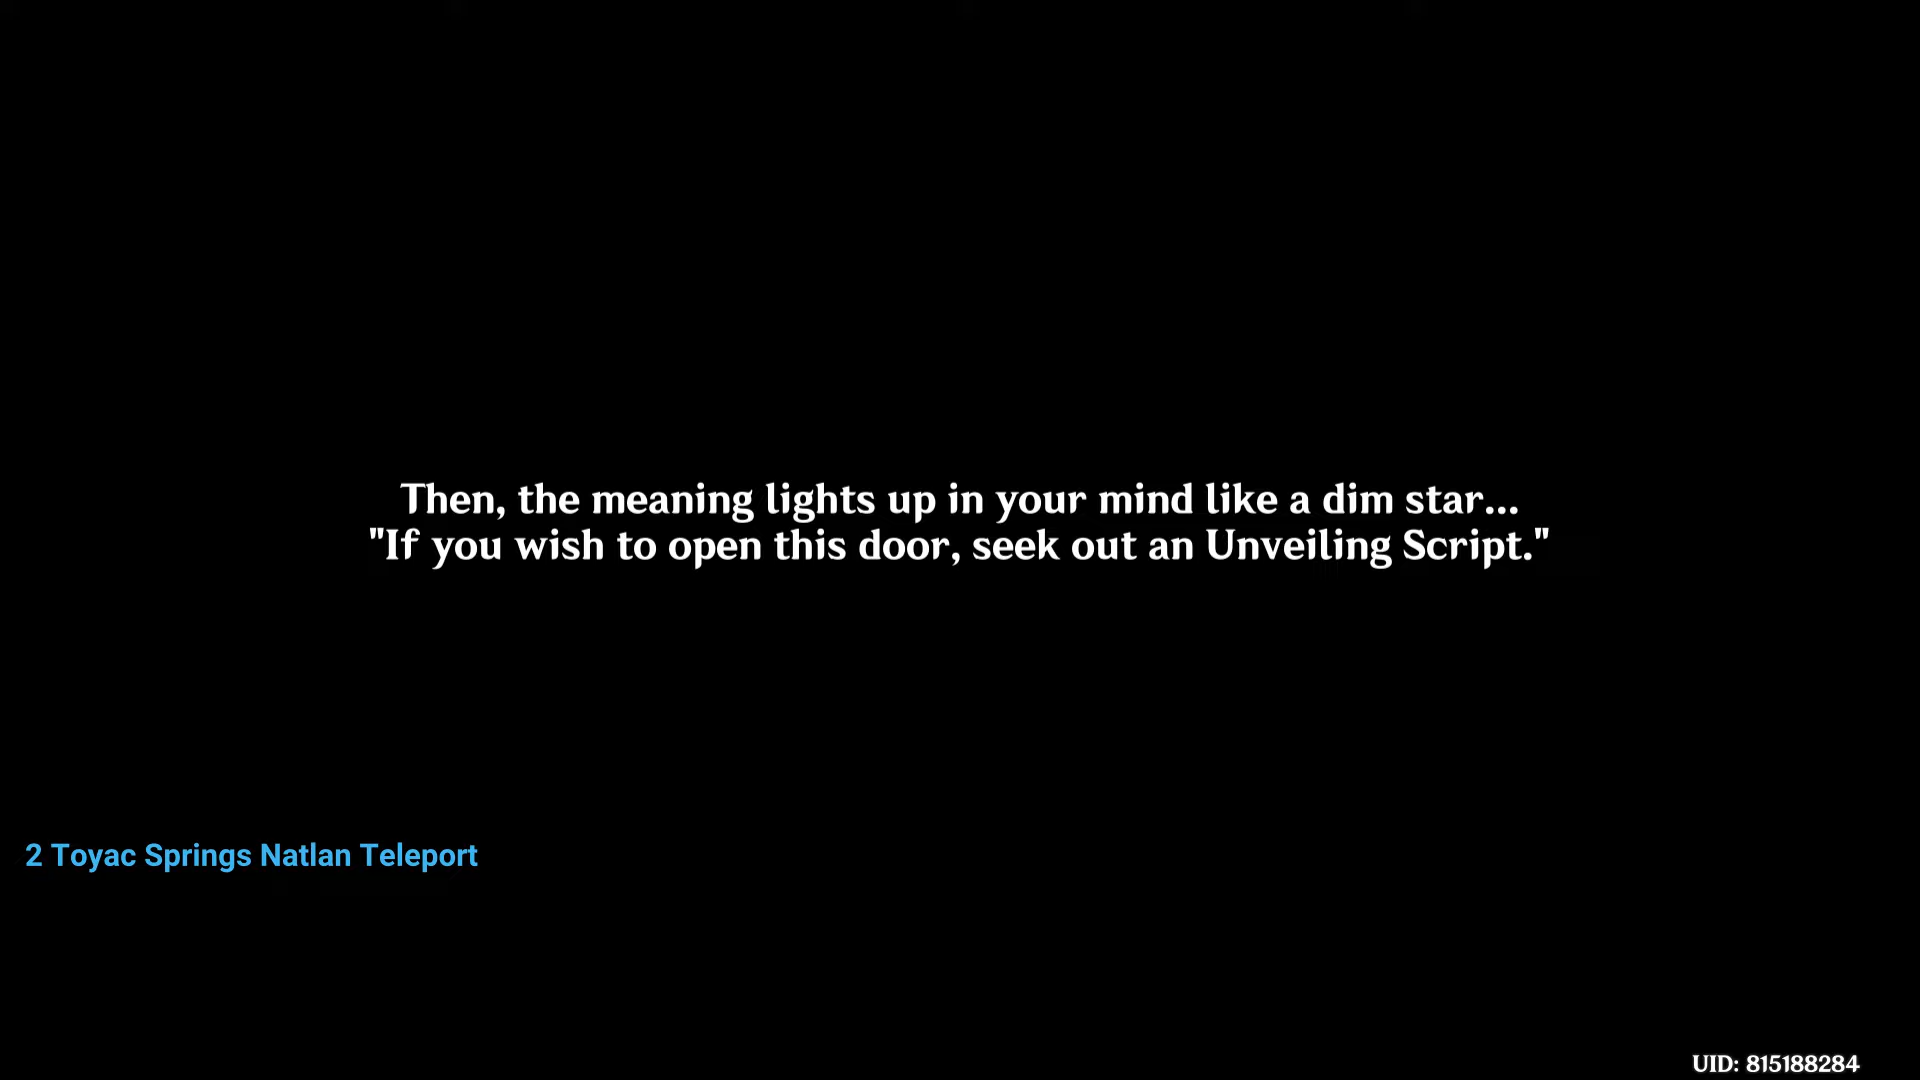 Then, the meaning lights up in your mind like a dim star...
"If you wish to open this door, seek out an Unveiling Script."
2 Toyac Springs Natlan Teleport
UID: 815188284